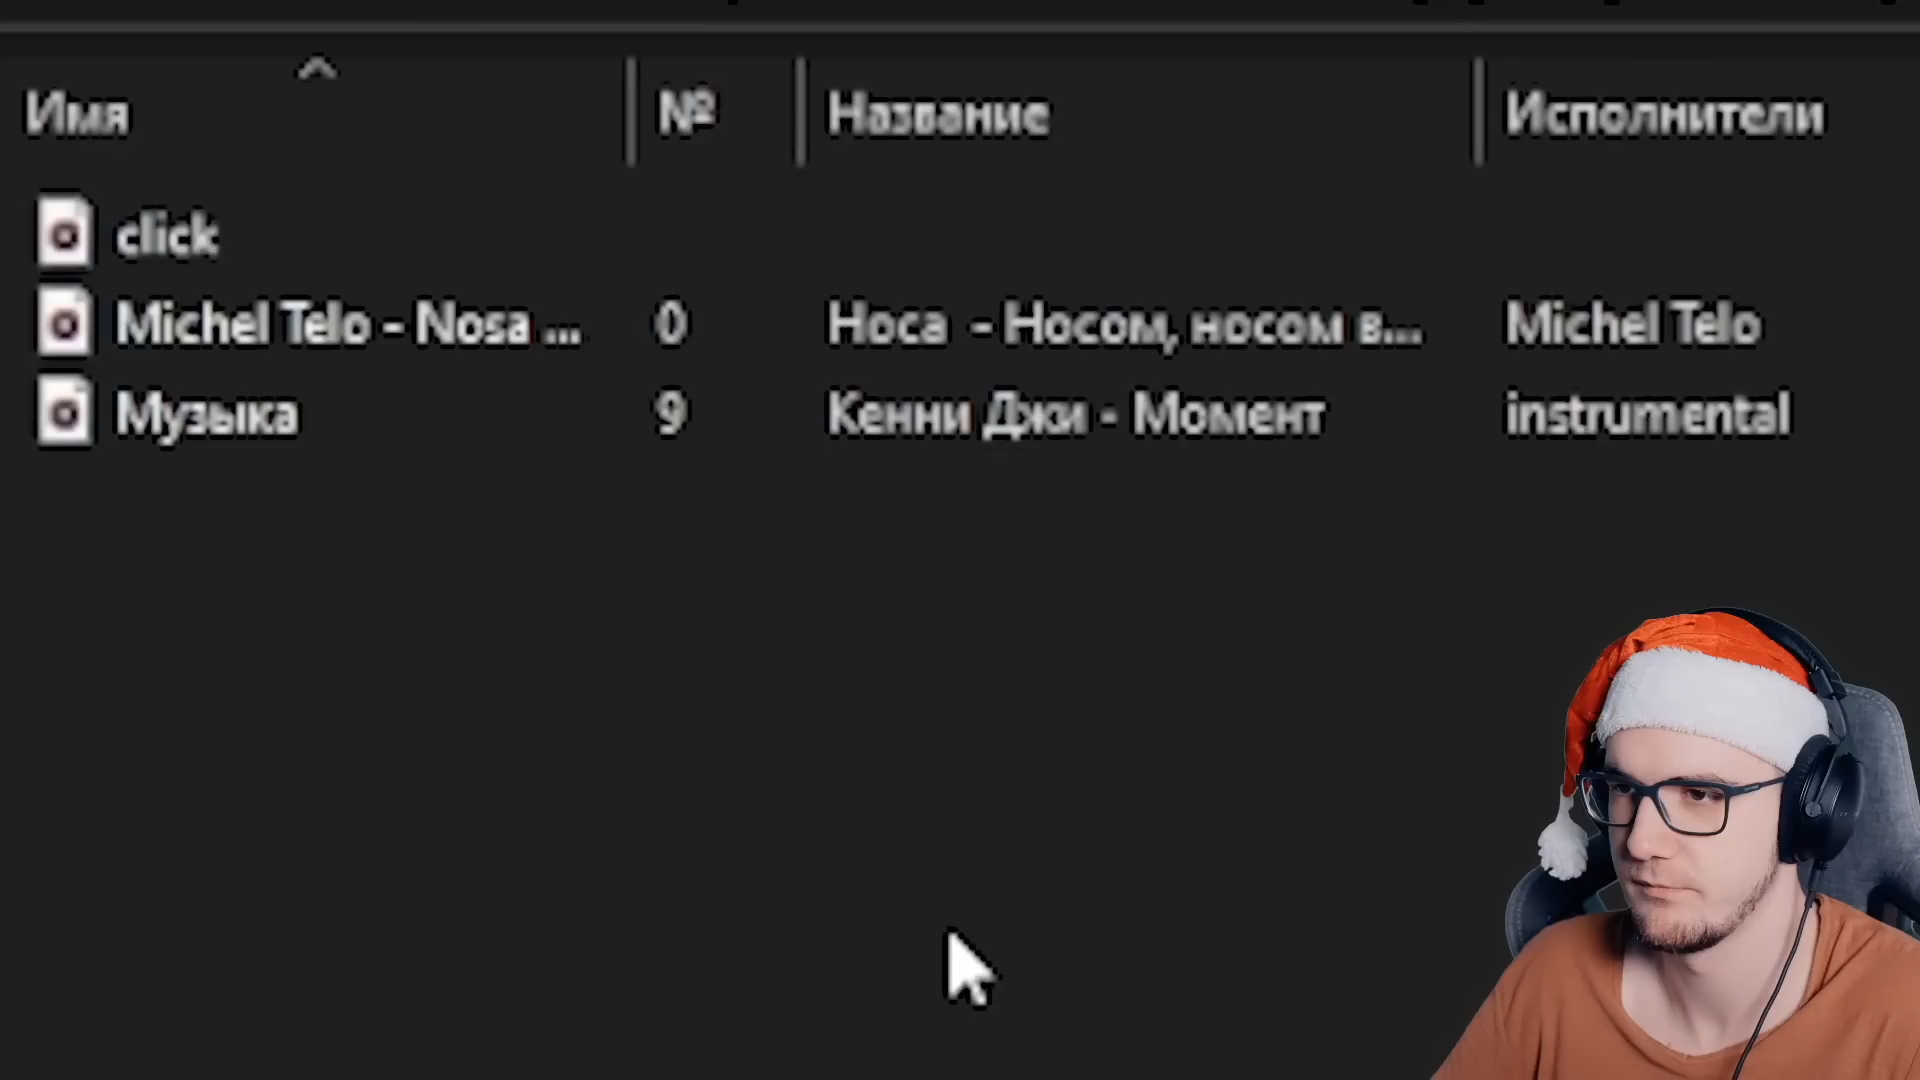 Имя № Название Исполнители
click
Michel Telo - Nosa ... 0 Носа - Носом, носом в... Michel Telo
Музыка 9 Кенни Джи - Момент instrumental